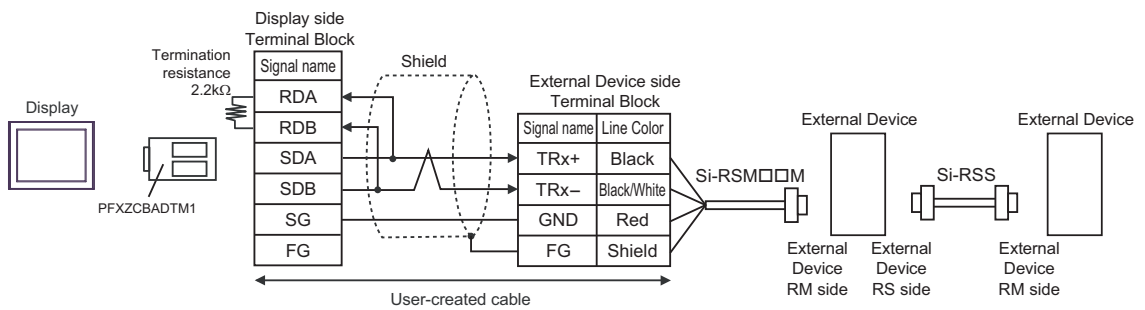 Display
PFXZCBADTM1
Termination
resistance
2.2kΩ
Display side
Terminal Block
Signal name
RDA
RDB
SDA
SDB
SG
FG
Shield
User-created cable
External Device side
Terminal Block
Signal name Line Color
TRx+ Black
TRx– Black/White
GND Red
FG Shield
Si-RSM□□M
External Device
External
Device
RM side
External
Device
RS side
Si-RSS
External Device
External
Device
RM side